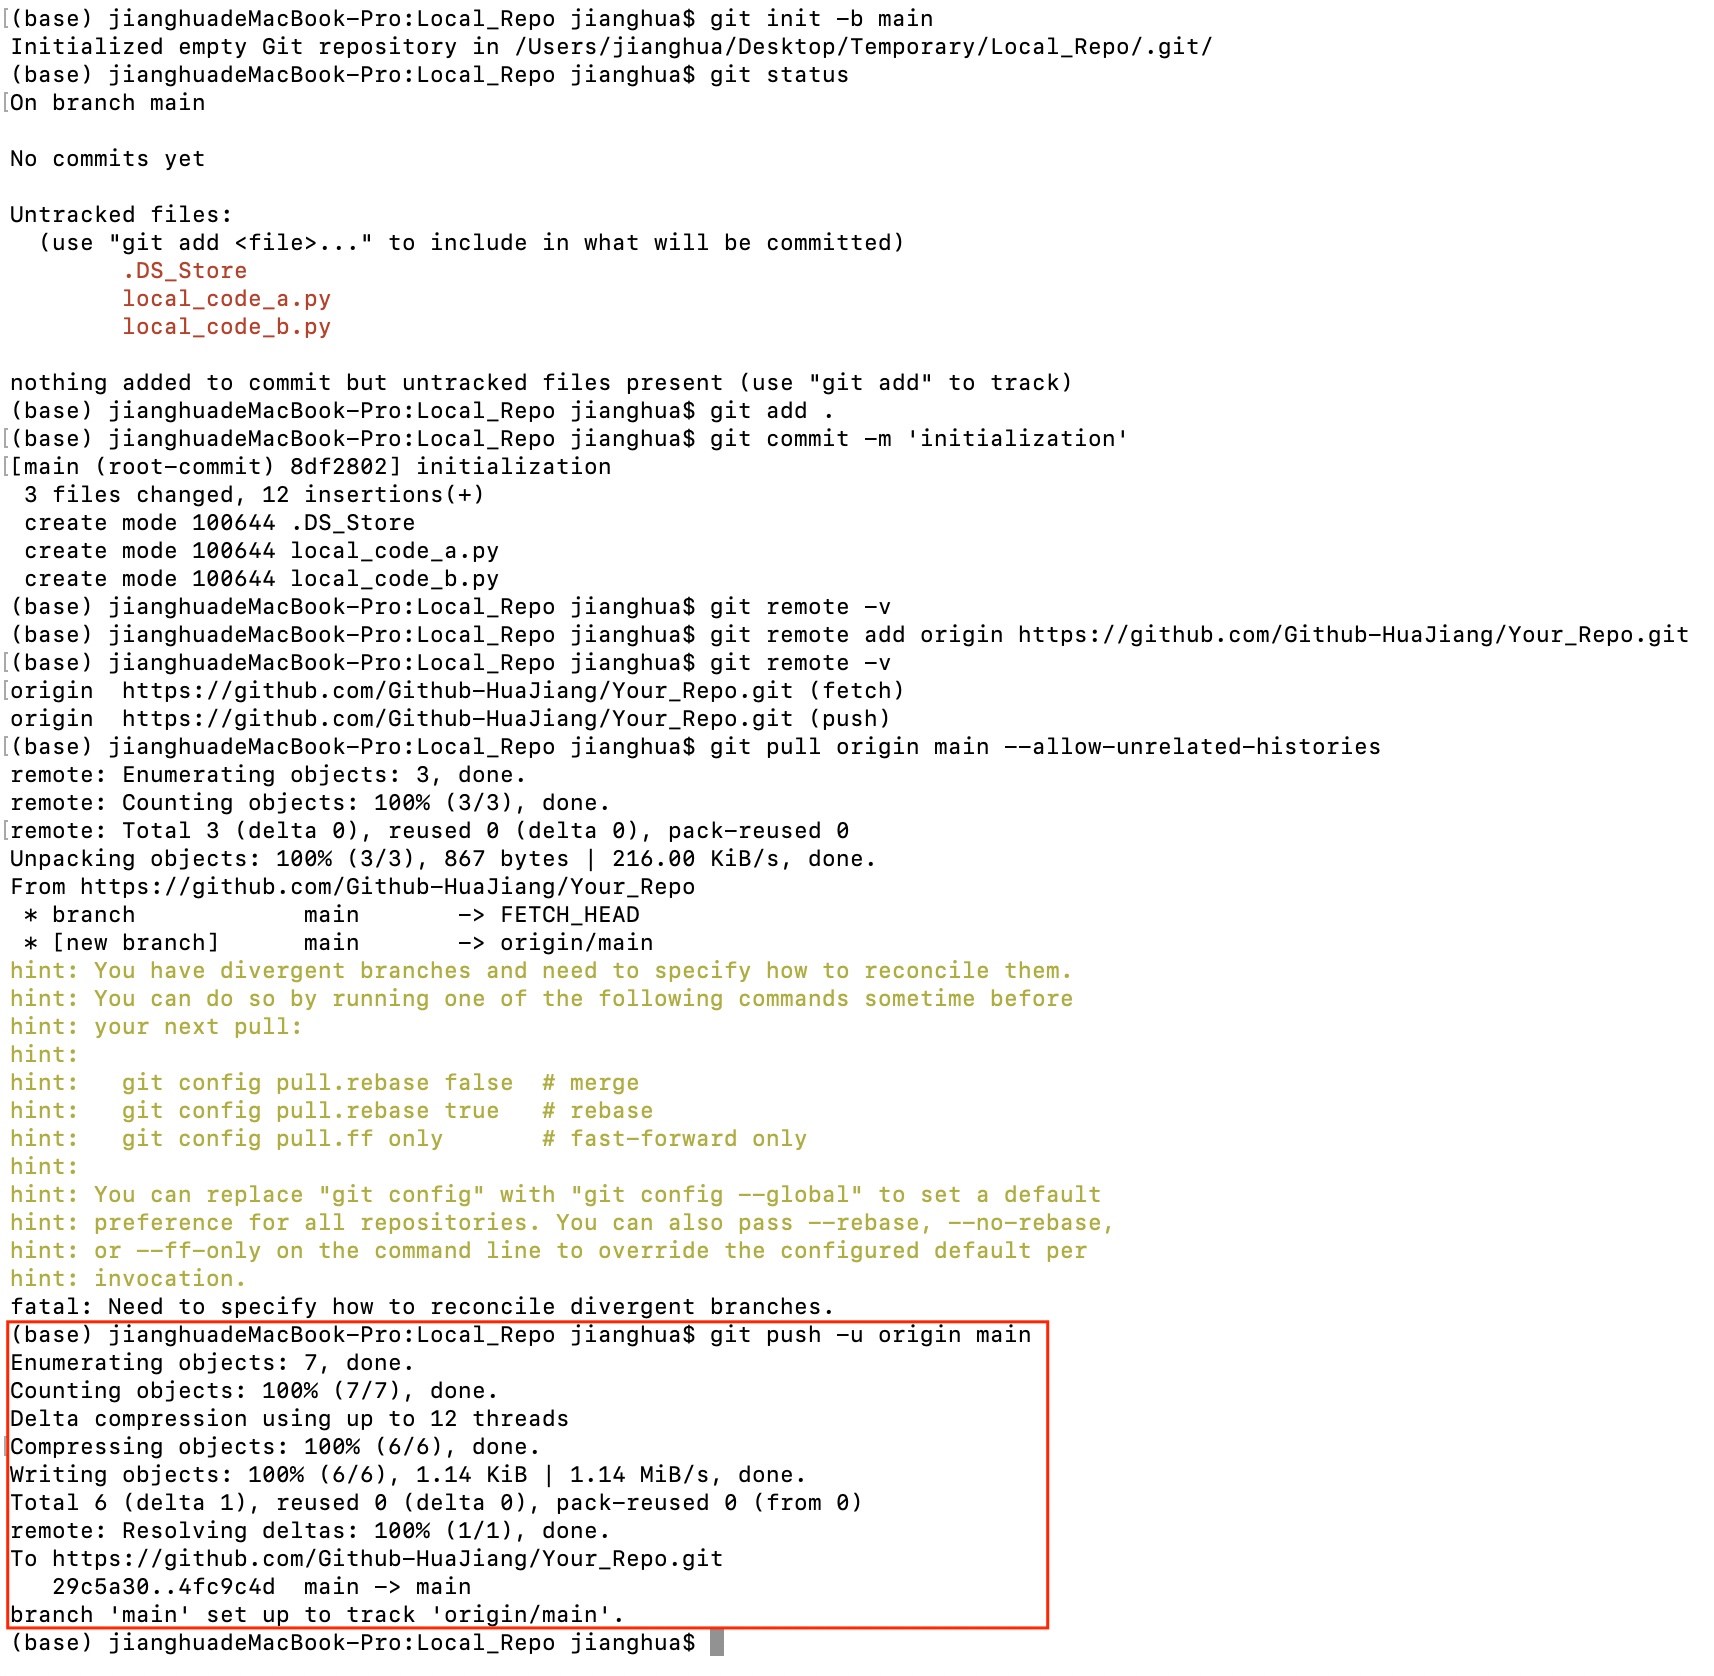 (base) jianghuadeMacBook-Pro:Local_Repo jianghua$ git init -b main
Initialized empty Git repository in /Users/jianghua/Desktop/Temporary/Local_Repo/.git/
(base) jianghuadeMacBook-Pro:Local_Repo jianghua$ git status
On branch main
No commits yet
Untracked files:
  (use "git add <file>..." to include in what will be committed)
        .DS_Store
        local_code_a.py
        local_code_b.py
nothing added to commit but untracked files present (use "git add" to track)
(base) jianghuadeMacBook-Pro:Local_Repo jianghua$ git add .
(base) jianghuadeMacBook-Pro:Local_Repo jianghua$ git commit -m 'initialization'
[main (root-commit) 8df2802] initialization
 3 files changed, 12 insertions(+)
 create mode 100644 .DS_Store
 create mode 100644 local_code_a.py
 create mode 100644 local_code_b.py
(base) jianghuadeMacBook-Pro:Local_Repo jianghua$ git remote -v
(base) jianghuadeMacBook-Pro:Local_Repo jianghua$ git remote add origin https://github.com/Github-HuaJiang/Your_Repo.git
(base) jianghuadeMacBook-Pro:Local_Repo jianghua$ git remote -v
origin  https://github.com/Github-HuaJiang/Your_Repo.git (fetch)
origin  https://github.com/Github-HuaJiang/Your_Repo.git (push)
(base) jianghuadeMacBook-Pro:Local_Repo jianghua$ git pull origin main --allow-unrelated-histories
remote: Enumerating objects: 3, done.
remote: Counting objects: 100% (3/3), done.
remote: Total 3 (delta 0), reused 0 (delta 0), pack-reused 0
Unpacking objects: 100% (3/3), 867 bytes | 216.00 KiB/s, done.
From https://github.com/Github-HuaJiang/Your_Repo
 * branch            main       -> FETCH_HEAD
 * [new branch]      main       -> origin/main
hint: You have divergent branches and need to specify how to reconcile them.
hint: You can do so by running one of the following commands sometime before
hint: your next pull:
hint:
hint:   git config pull.rebase false  # merge
hint:   git config pull.rebase true   # rebase
hint:   git config pull.ff only       # fast-forward only
hint:
hint: You can replace "git config" with "git config --global" to set a default
hint: preference for all repositories. You can also pass --rebase, --no-rebase,
hint: or --ff-only on the command line to override the configured default per
hint: invocation.
fatal: Need to specify how to reconcile divergent branches.
(base) jianghuadeMacBook-Pro:Local_Repo jianghua$ git push -u origin main
Enumerating objects: 7, done.
Counting objects: 100% (7/7), done.
Delta compression using up to 12 threads
Compressing objects: 100% (6/6), done.
Writing objects: 100% (6/6), 1.14 KiB | 1.14 MiB/s, done.
Total 6 (delta 1), reused 0 (delta 0), pack-reused 0 (from 0)
remote: Resolving deltas: 100% (1/1), done.
To https://github.com/Github-HuaJiang/Your_Repo.git
   29c5a30..4fc9c4d  main -> main
branch 'main' set up to track 'origin/main'.
(base) jianghuadeMacBook-Pro:Local_Repo jianghua$